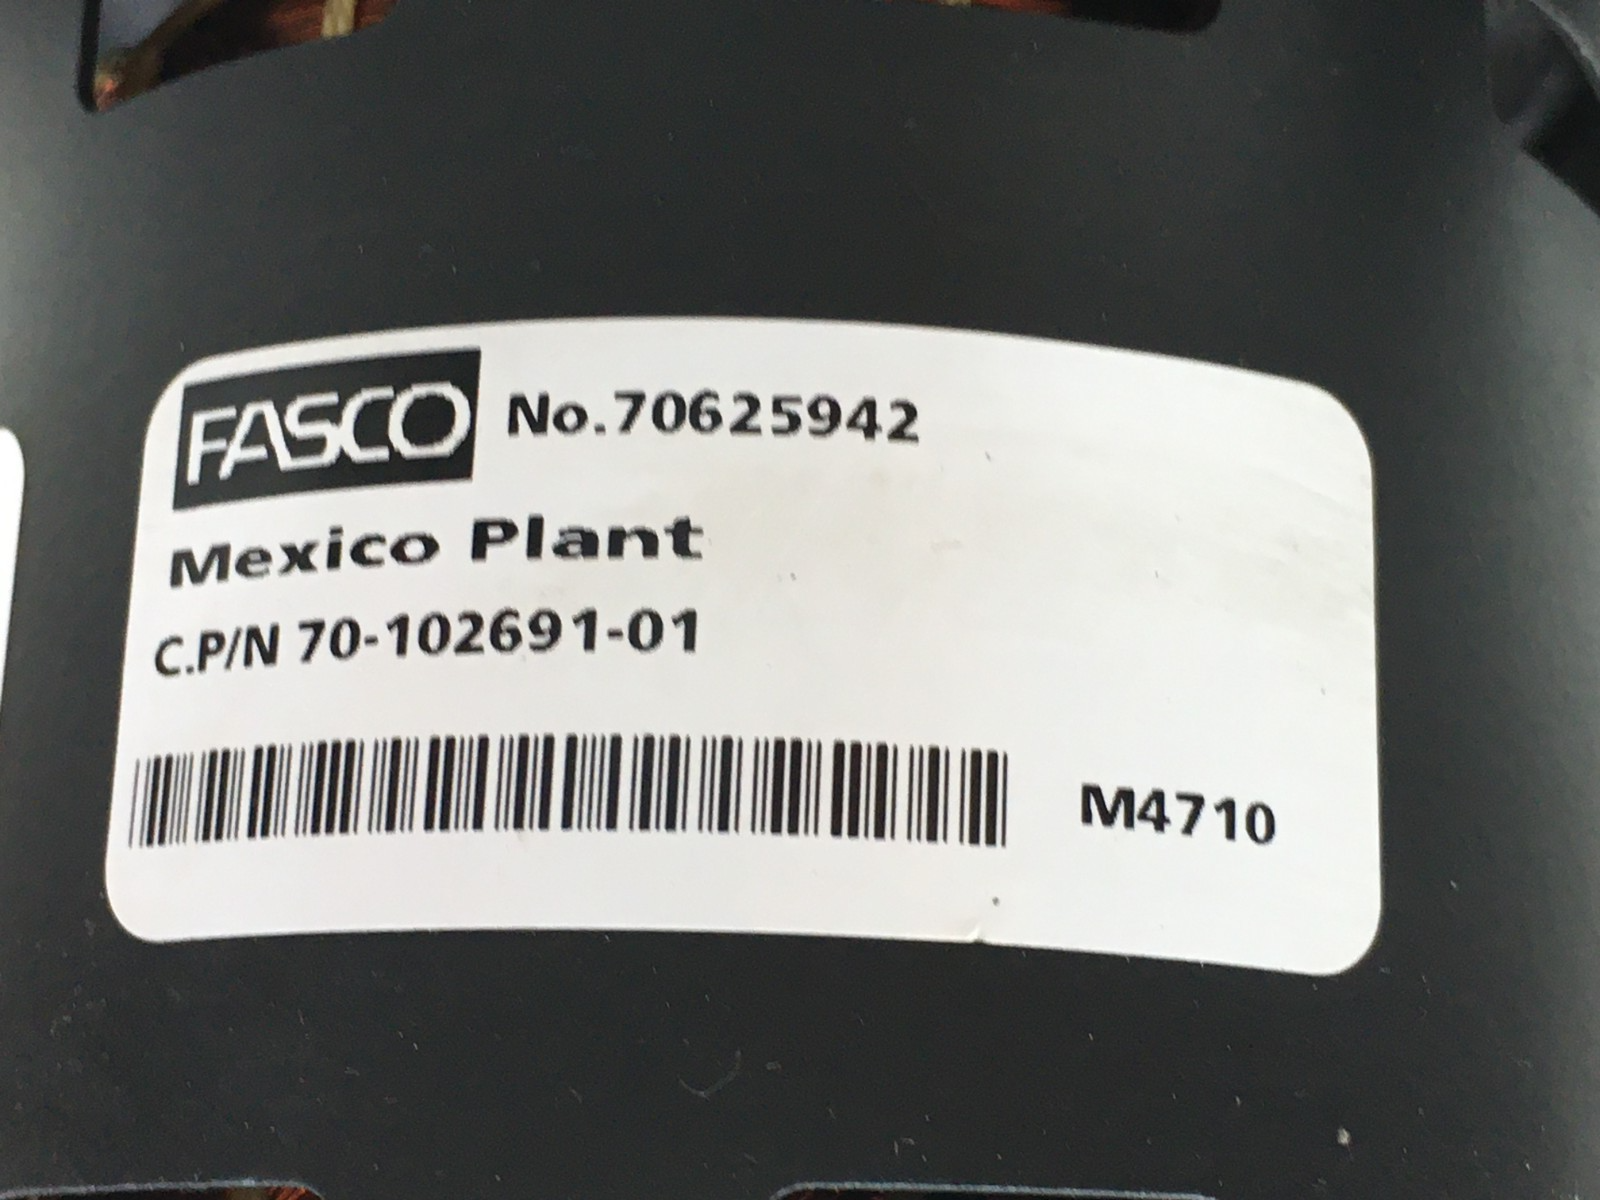 FASCO No.70625942
Mexico Plant
C.P/N 70-102691-01
M4710